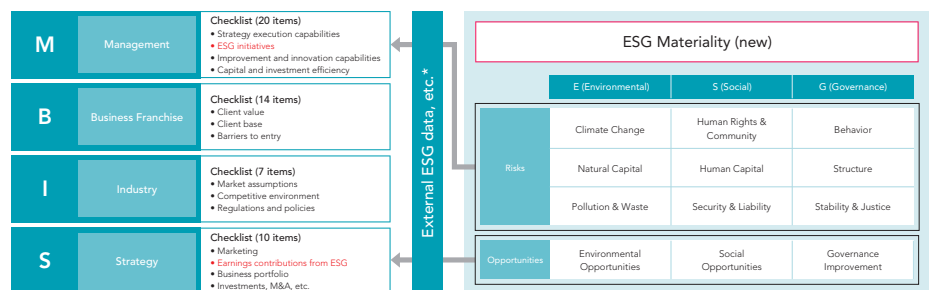 M
Management
Checklist (20 items)
• Strategy execution capabilities
• ESG initiatives
• Improvement and innovation capabilities
• Capital and investment efficiency
B
Business Franchise
Checklist (14 items)
• Client value
• Client base
• Barriers to entry
I
Industry
Checklist (7 items)
• Market assumptions
• Competitive environment
• Regulations and policies
S
Strategy
Checklist (10 items)
• Marketing
• Earnings contributions from ESG
• Business portfolio
• Investments, M&A, etc.
External ESG data, etc.*
ESG Materiality (new)
E (Environmental)
S (Social)
G (Governance)
Risks
Climate Change
Human Rights &
Community
Behavior
Natural Capital
Human Capital
Structure
Pollution & Waste
Security & Liability
Stability & Justice
Opportunities
Environmental
Opportunities
Social
Opportunities
Governance
Improvement